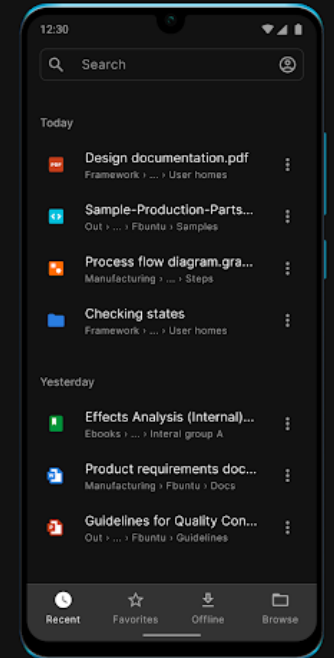 12:30
Search
Today
Design documentation.pdf
Framework › ... › User homes
Sample-Production-Parts...
Out › ... › Fbuntu › Samples
Process flow diagram.gra...
Manufacturing › ... › Steps
Checking states
Framework › ... › User homes
Yesterday
Effects Analysis (Internal)...
Ebooks › ... › Interal group A
Product requirements doc...
Manufacturing › Fbuntu › Docs
Guidelines for Quality Con...
Out › ... › Fbuntu › Guidelines
Recent Favorites Offline Browse